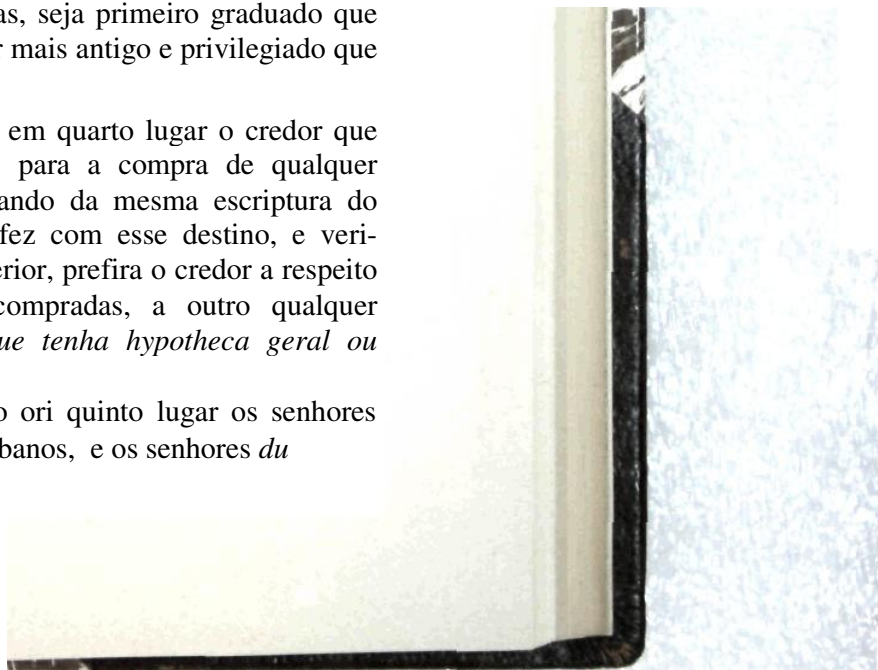 as, seja primeiro graduado que
r mais antigo e privilegiado que
em quarto lugar o credor que
para a compra de qualquer
ando da mesma escriptura do
fez com esse destino, e veri-
erior, prefira o credor a respeito
compradas, a outro qualquer
ue tenha hypotheca geral ou
o ori quinto lugar os senhores
banos, e os senhores du